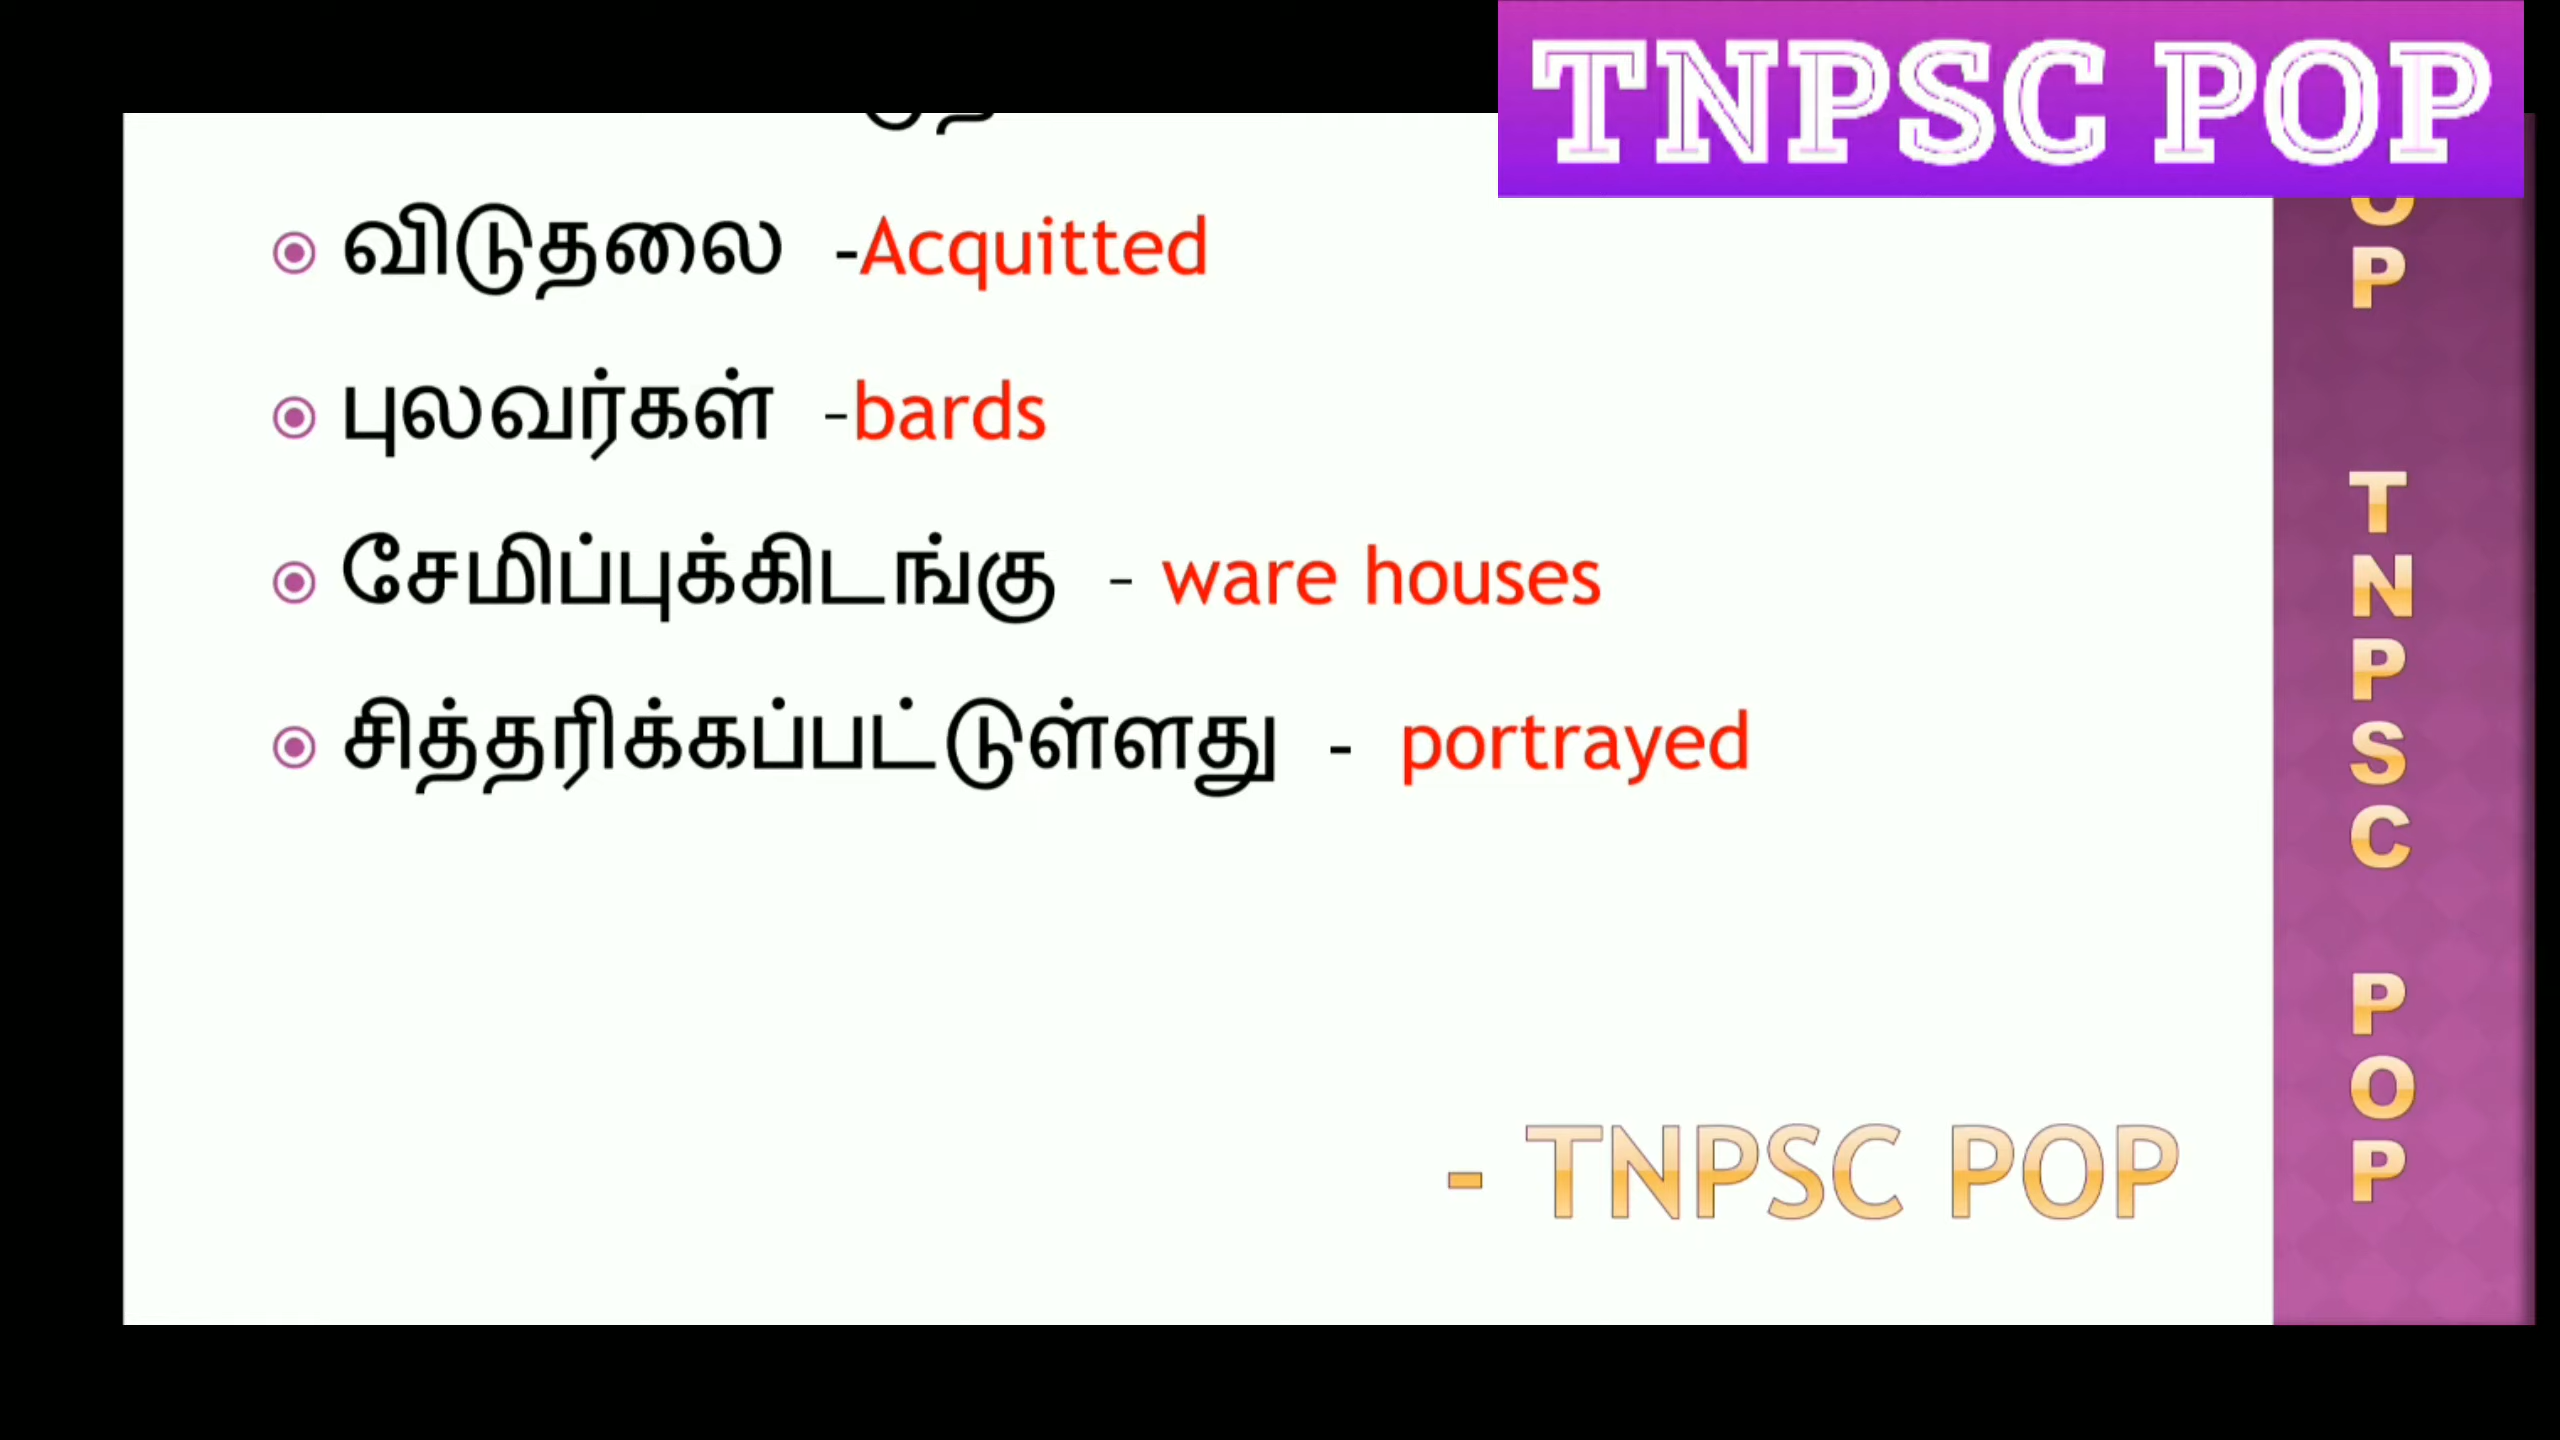 TNPSC POP
விடுதலை -Acquitted
புலவர்கள் -bards
சேமிப்புக்கிடங்கு - ware houses
சித்தரிக்கப்பட்டுள்ளது - portrayed
- TNPSC POP
OP TNPSC POP